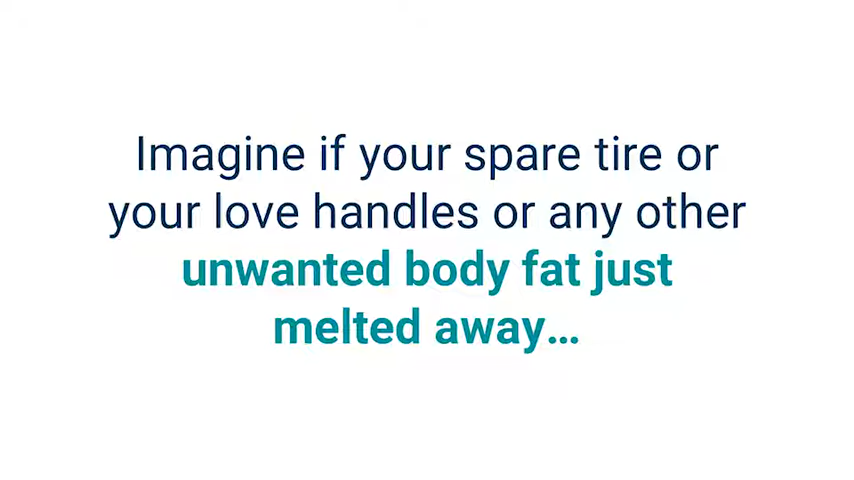 Imagine if your spare tire or
your love handles or any other
unwanted body fat just
melted away...